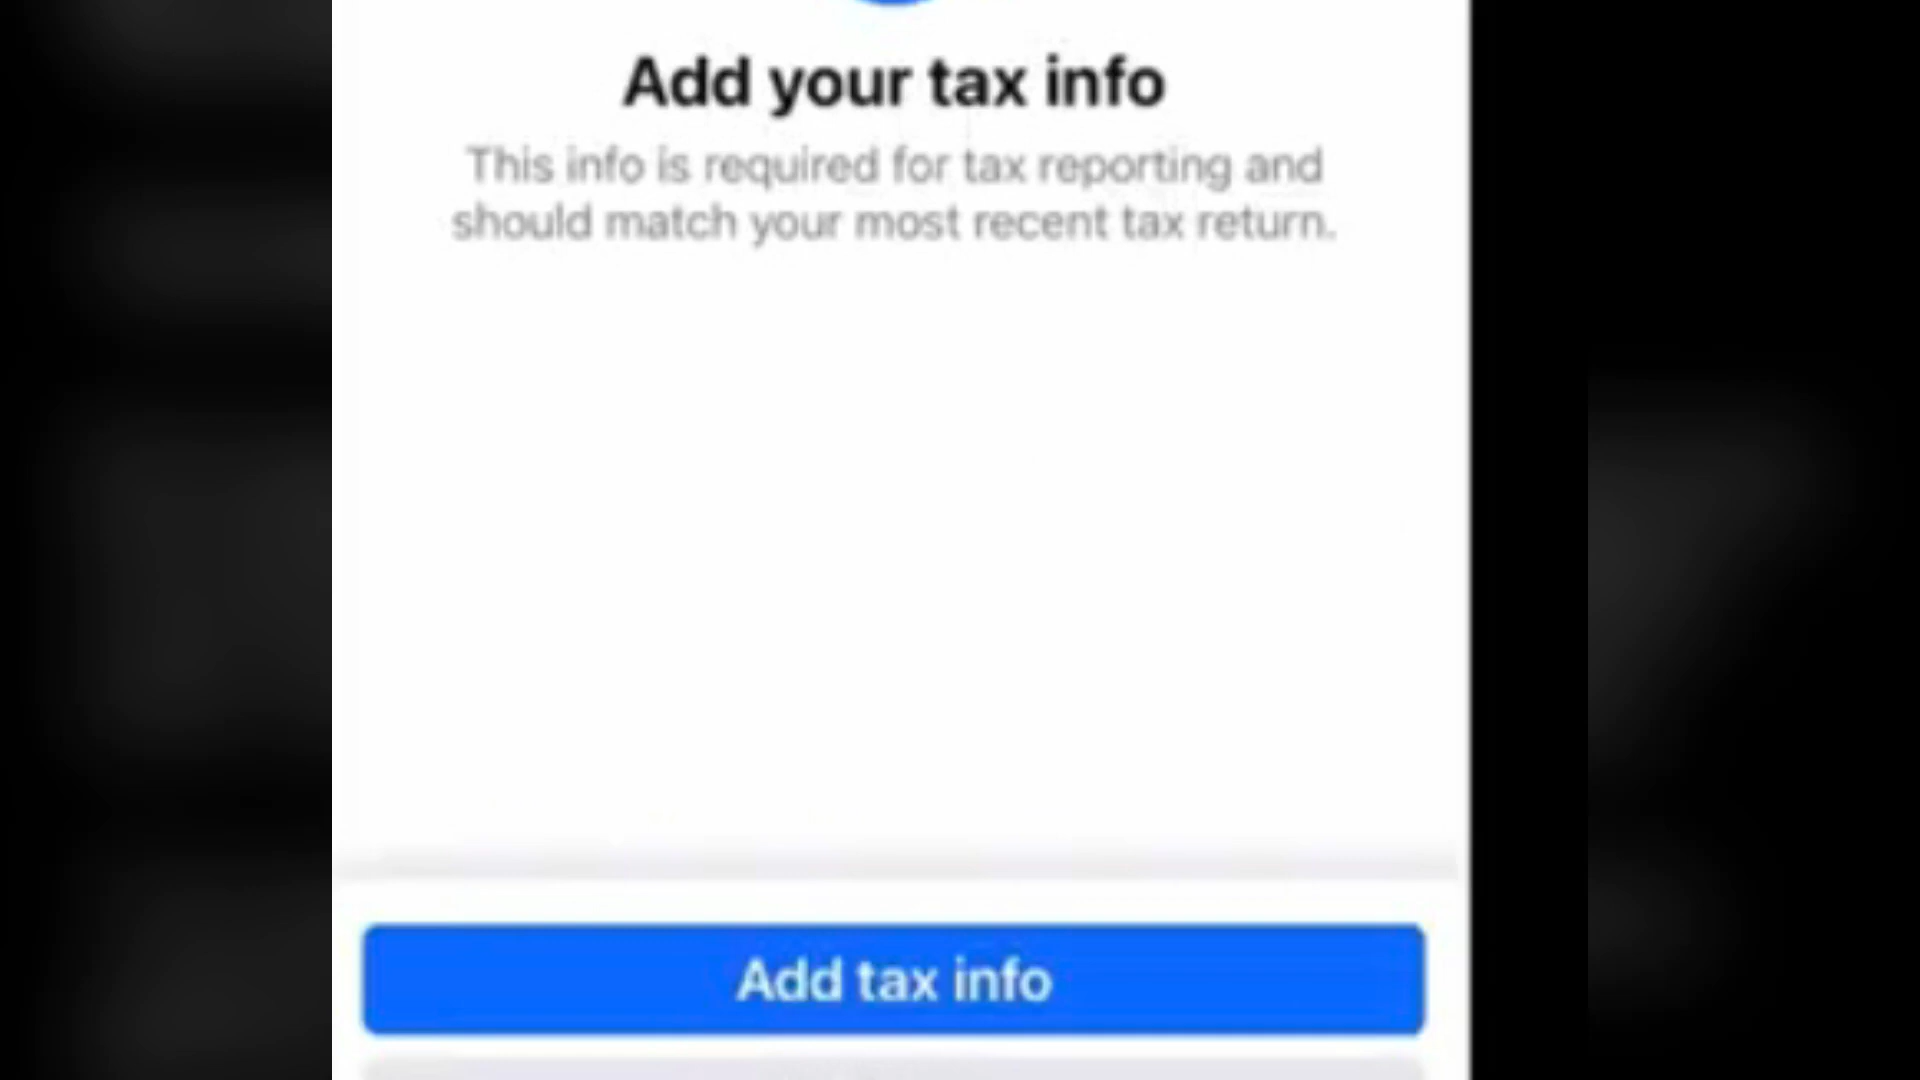 Add your tax info
This info is required for tax reporting and
should match your most recent tax return.
Add tax info